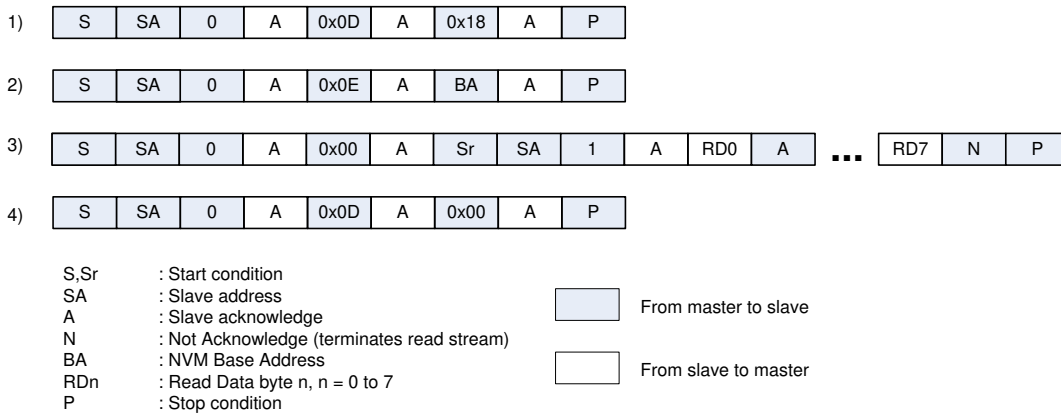 1) S SA 0 A 0x0D A 0x18 A P
2) S SA 0 A 0x0E A BA A P
3) S SA 0 A 0x00 A Sr SA 1 A RD0 A ... RD7 N P
4) S SA 0 A 0x0D A 0x00 A P
S,Sr : Start condition
SA : Slave address
A : Slave acknowledge
N : Not Acknowledge (terminates read stream)
BA : NVM Base Address
RDn : Read Data byte n, n = 0 to 7
P : Stop condition
From master to slave
From slave to master